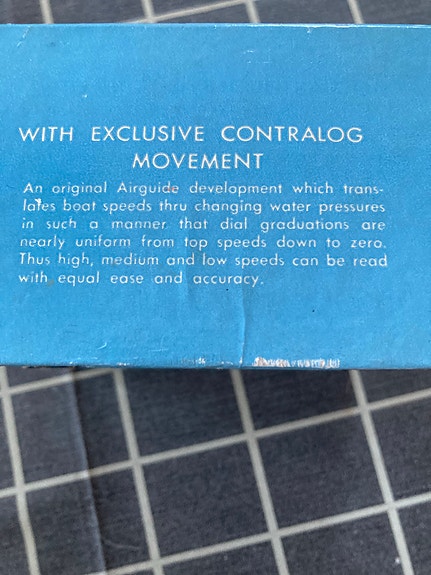 WITH EXCLUSIVE CONTRALOG
MOVEMENT
An original Airguide development which trans-
lates boat speeds thru changing water pressures
in such a manner that dial graduations are
nearly uniform from top speeds down to zero.
Thus high, medium and low speeds can be read
with equal ease and accuracy.